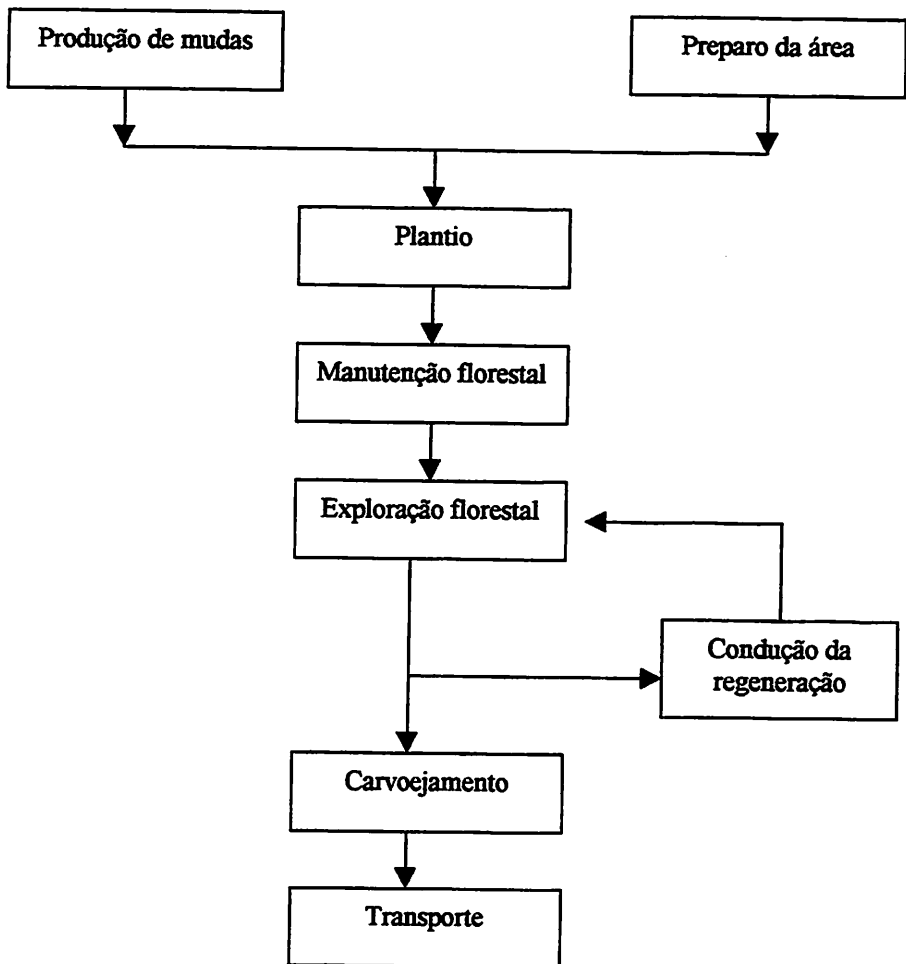 Produção de mudas
Preparo da área
Plantio
Manutenção florestal
Exploração florestal
Condução da
regeneração
Carvoejamento
Transporte